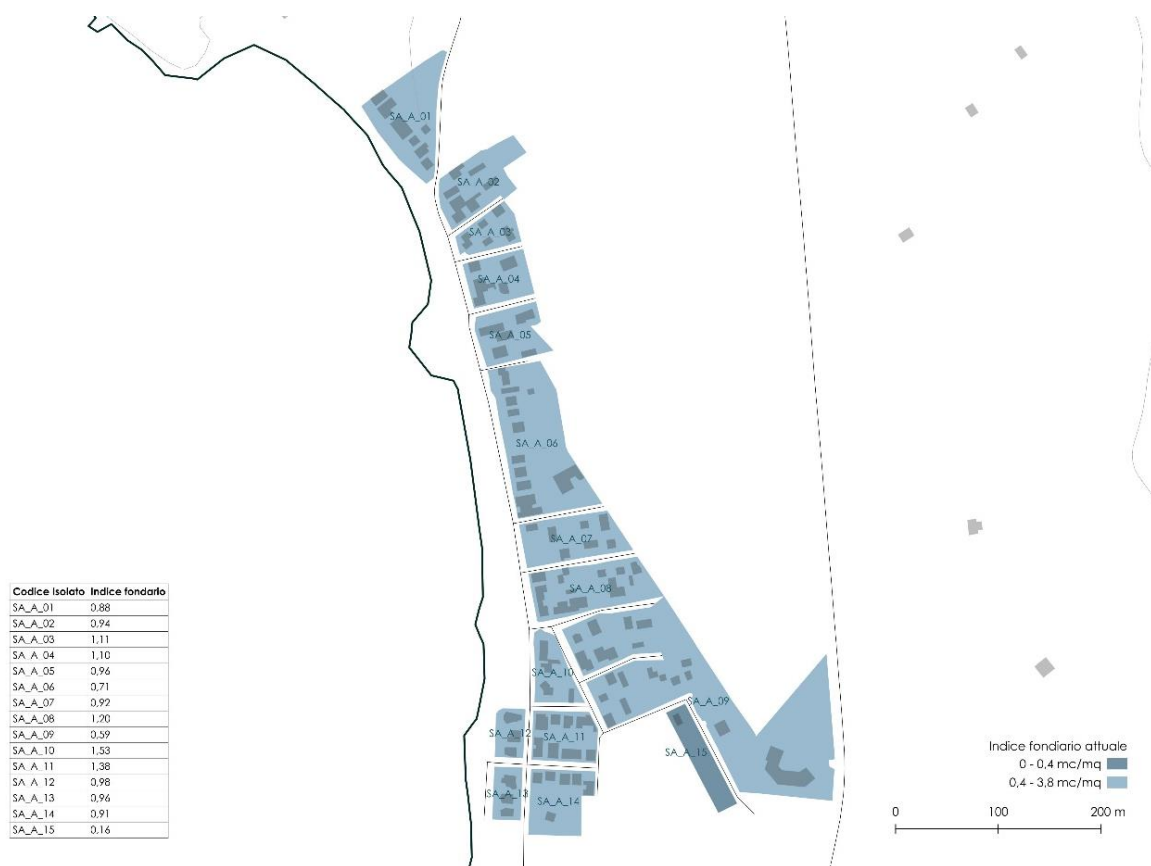 SA_A_01
SA_A_02
SA_A_03
SA_A_04
SA_A_05
SA_A_06
SA_A_07
SA_A_08
SA_A_10
SA_A_09
SA_A_12
SA_A_11
SA_A_15
SA_A_13
SA_A_14
Codice Isolato Indice fondario
SA_A_01 0,88
SA_A_02 0,94
SA_A_03 1,11
SA_A_04 1,10
SA_A_05 0,96
SA_A_06 0,71
SA_A_07 0,92
SA_A_08 1,20
SA_A_09 0,59
SA_A_10 1,53
SA_A_11 1,38
SA_A_12 0,98
SA_A_13 0,96
SA_A_14 0,91
SA_A_15 0,16
Indice fondiario attuale
0 - 0,4 mc/mq
0,4 - 3,8 mc/mq
0 100 200 m